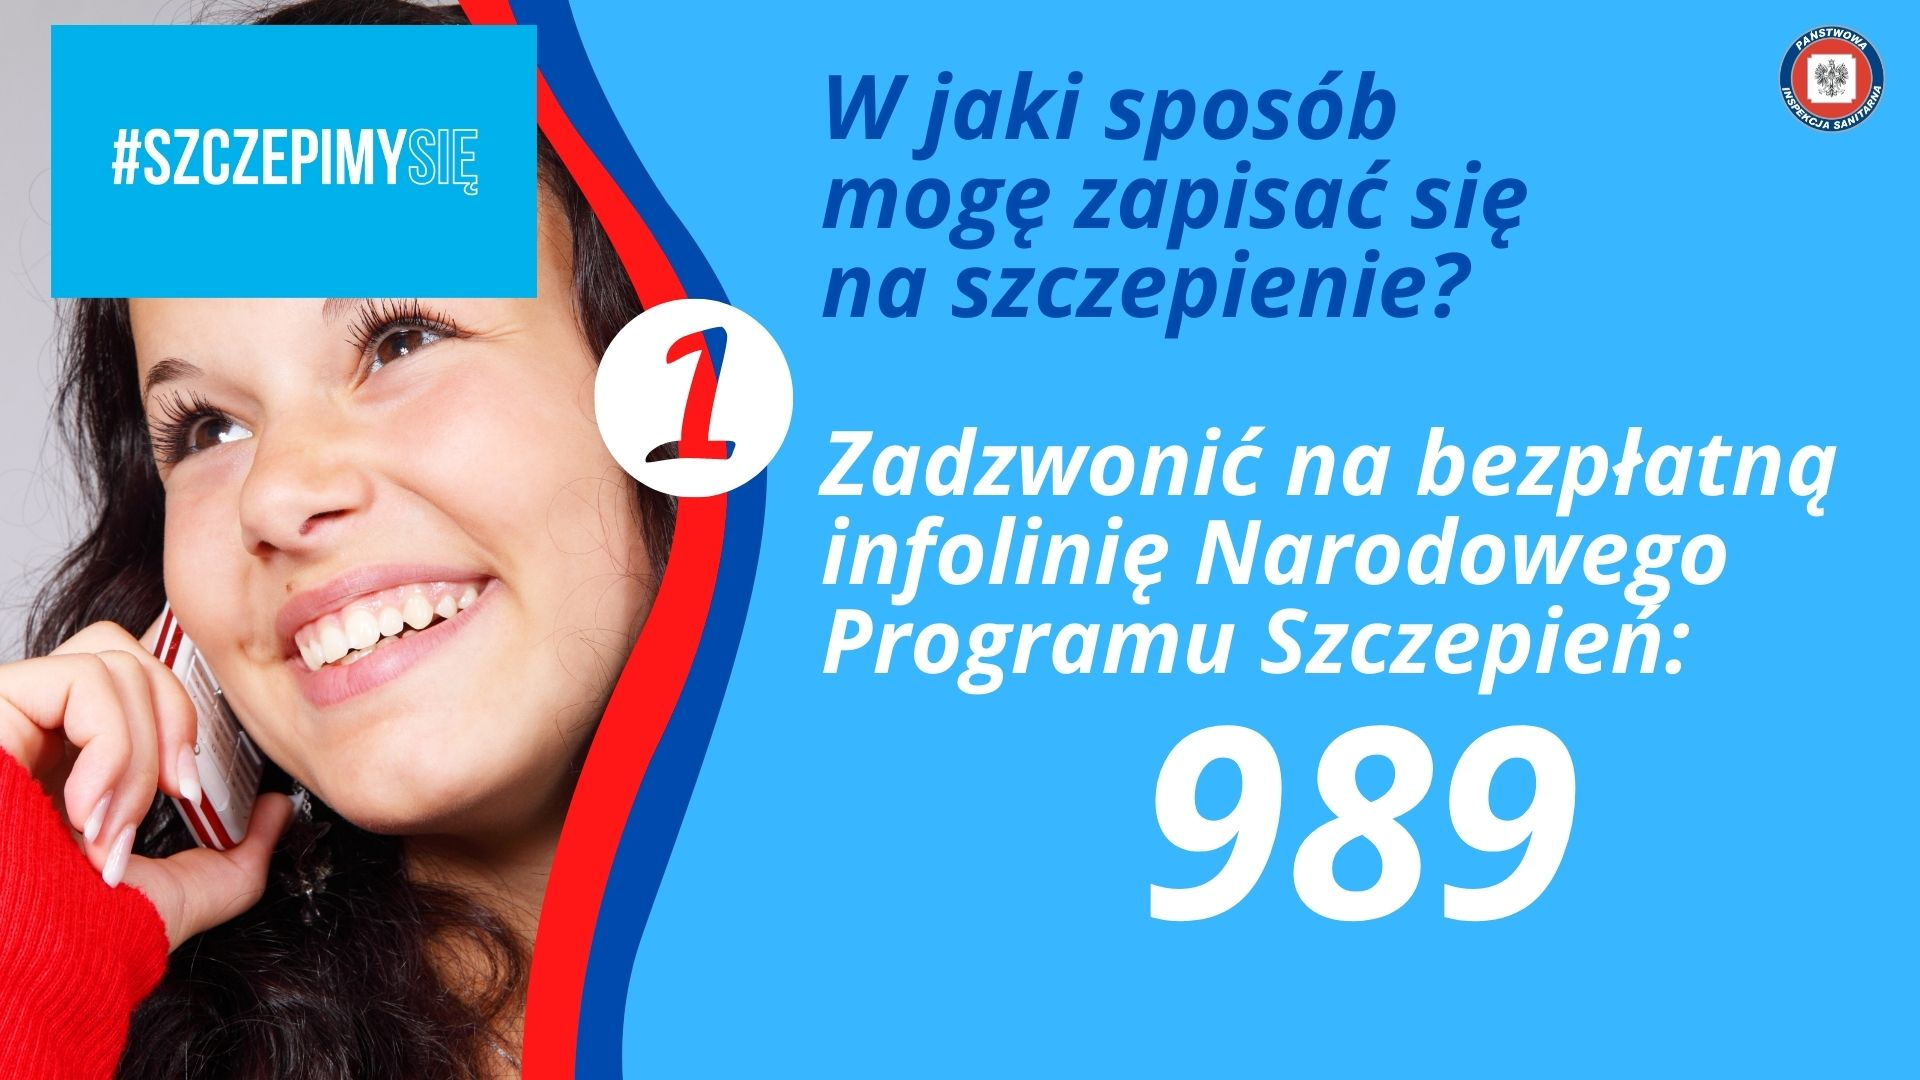 #SZCZEPIMYSIĘ
PAŃSTWOWA
INSPEKCJA SANITARNA
W jaki sposób
mogę zapisać się
na szczepienie?
1
Zadzwonić na bezpłatną
infolinię Narodowego
Programu Szczepień:
989